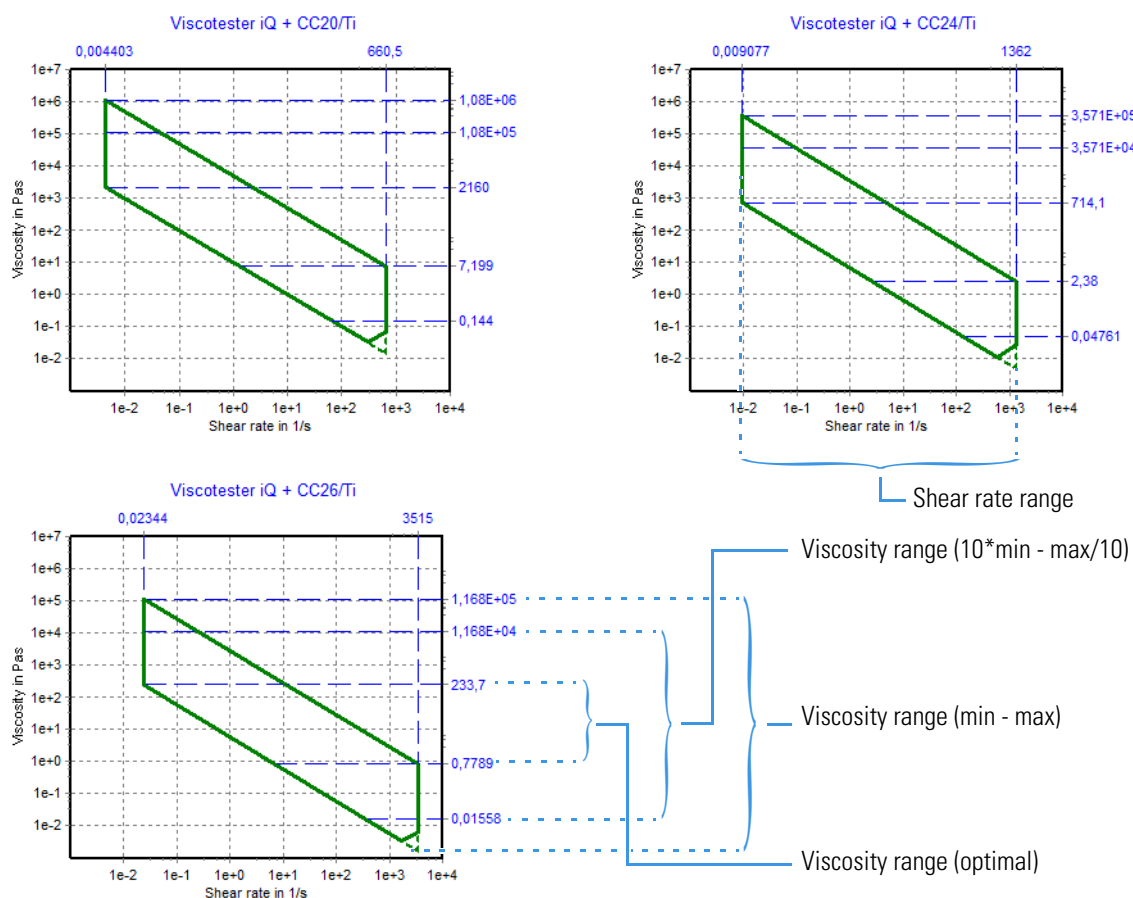 Viscotester iQ + CC20/Ti
0,004403 660,5
1e+7
1e+6
1e+5
1e+4
1e+3
1e+2
1e+1
1e+0
1e-1
1e-2
Viscosity in Pas
1,08E+06
1,08E+05
2160
7,199
0,144
1e-2 1e-1 1e+0 1e+1 1e+2 1e+3 1e+4
Shear rate in 1/s
Viscotester iQ + CC24/Ti
0,009077 1362
1e+7
1e+6
1e+5
1e+4
1e+3
1e+2
1e+1
1e+0
1e-1
1e-2
Viscosity in Pas
3,571E+05
3,571E+04
714,1
2,38
0,04761
1e-2 1e-1 1e+0 1e+1 1e+2 1e+3 1e+4
Shear rate in 1/s
Shear rate range
Viscotester iQ + CC26/Ti
0,02344 3515
1e+7
1e+6
1e+5
1e+4
1e+3
1e+2
1e+1
1e+0
1e-1
1e-2
Viscosity in Pas
1,168E+05
1,168E+04
233,7
0,7789
0,01558
1e-2 1e-1 1e+0 1e+1 1e+2 1e+3 1e+4
Shear rate in 1/s
Viscosity range (10*min - max/10)
Viscosity range (min - max)
Viscosity range (optimal)